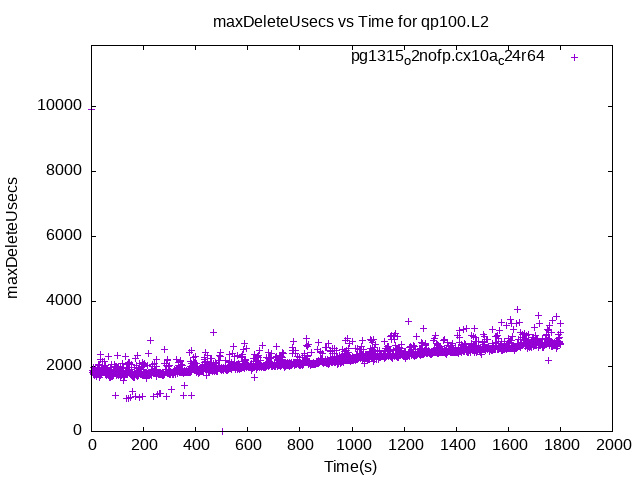 maxDeleteUsecs vs Time for qp100.L2
pg1315o2nofp.cx10ac24r64
10000
8000
6000
4000
2000
0
maxDeleteUsecs
0 200 400 600 800 1000 1200 1400 1600 1800 2000
Time(s)